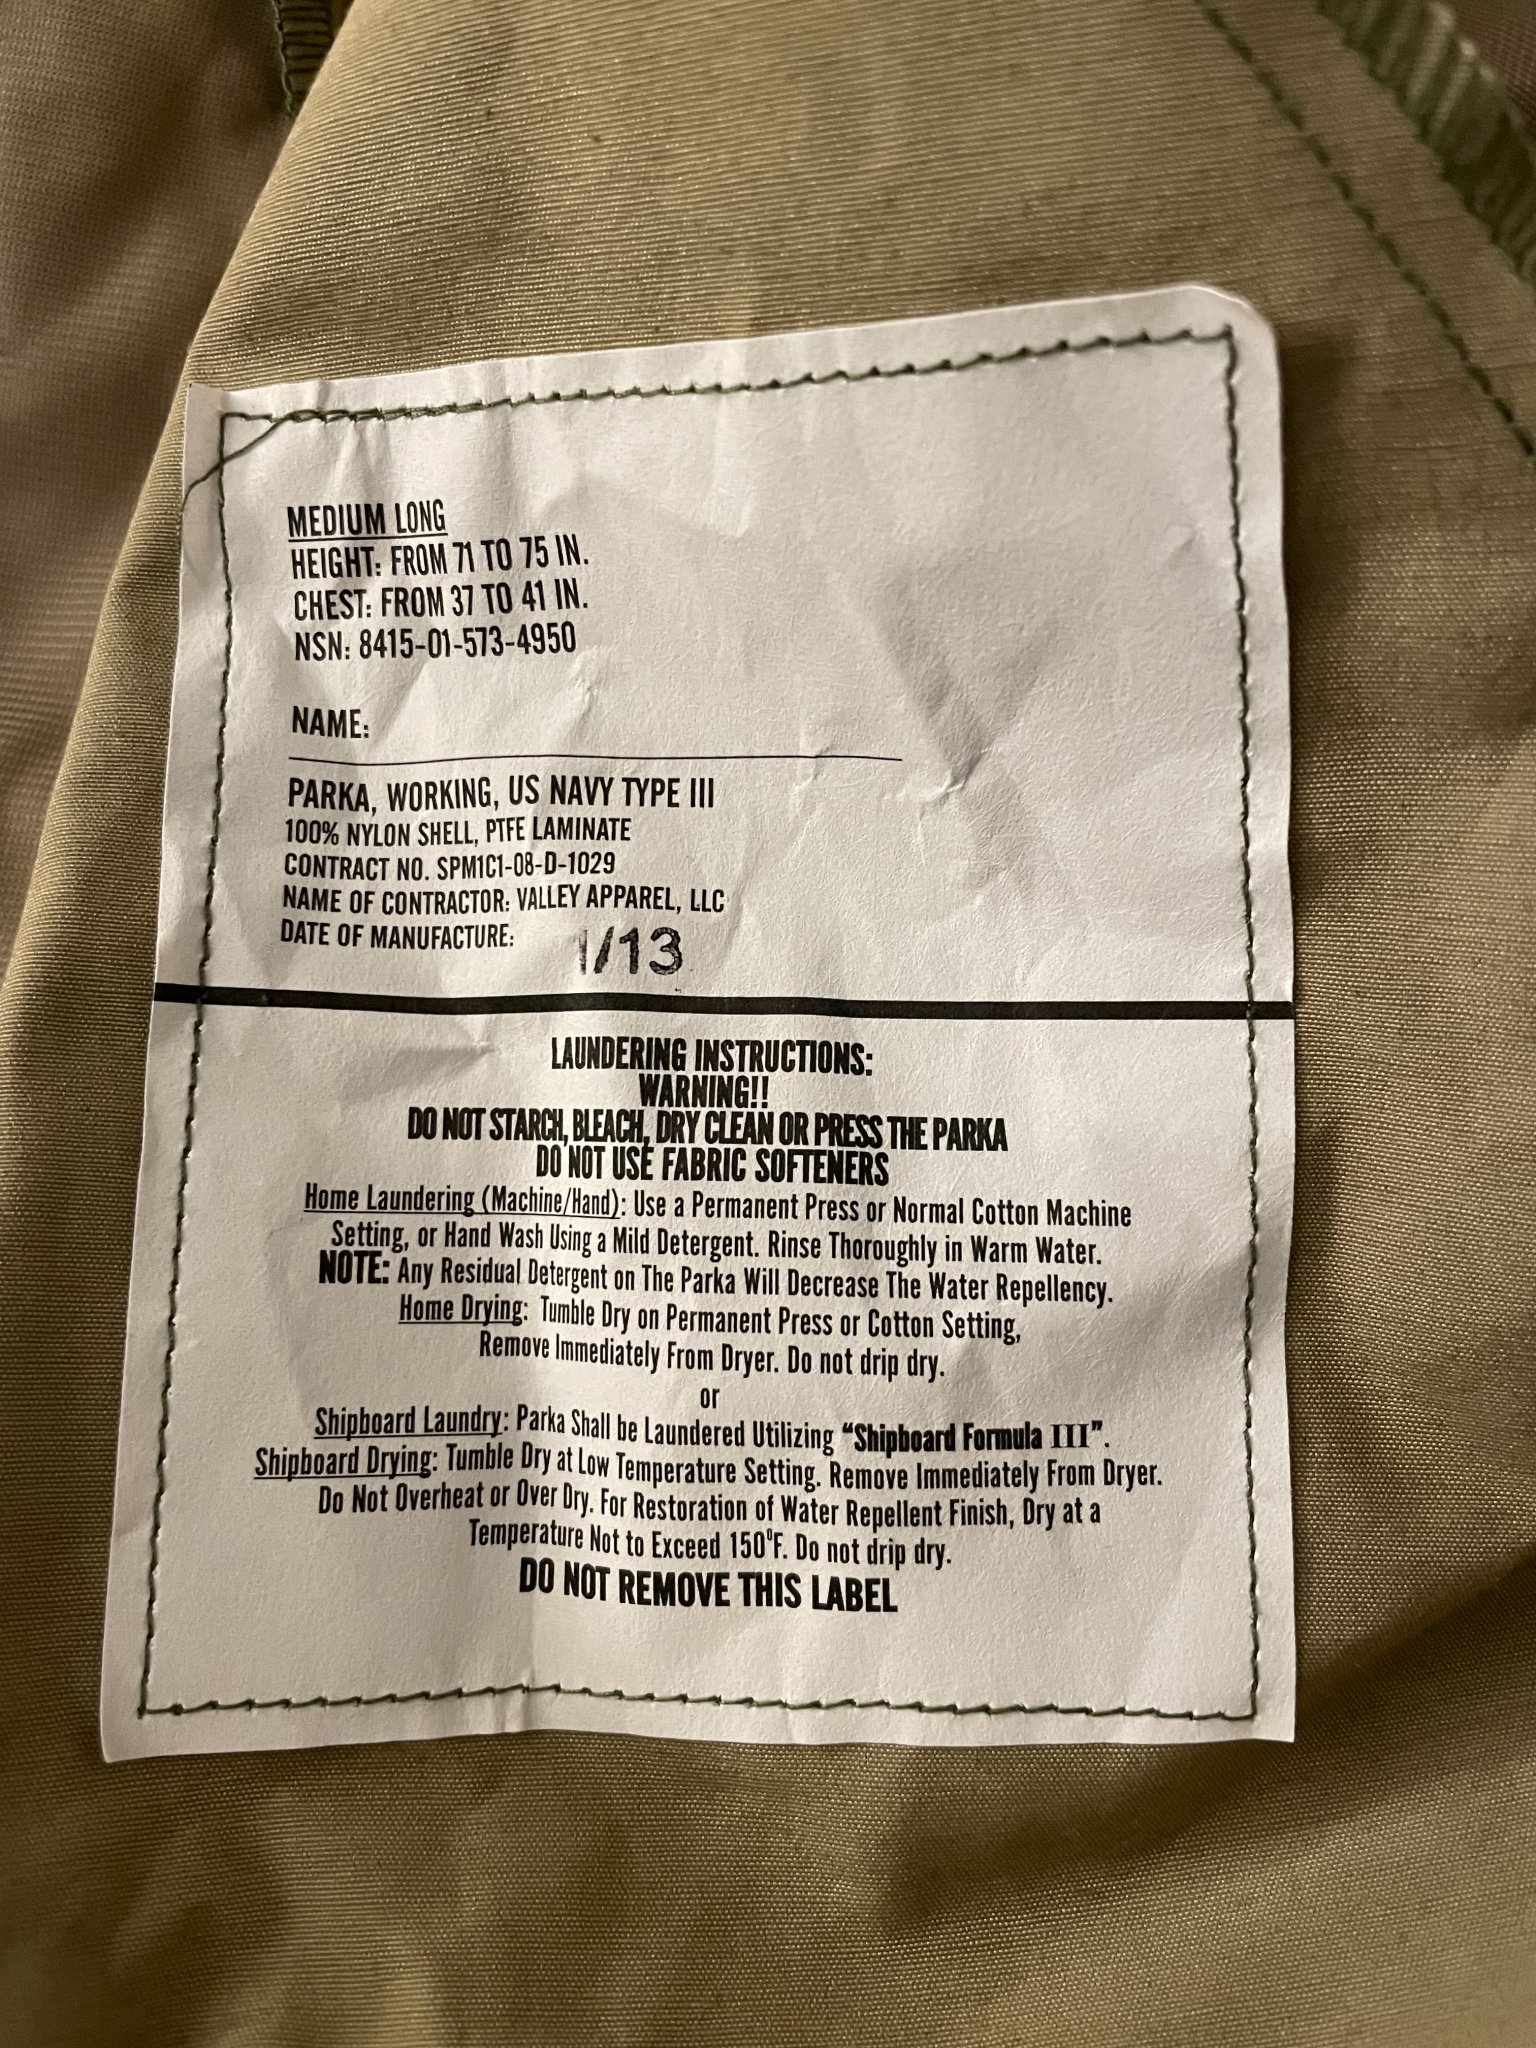 MEDIUM LONG
HEIGHT: FROM 71 TO 75 IN.
CHEST: FROM 37 TO 41 IN.
NSN: 8415-01-573-4950
NAME:
PARKA, WORKING, US NAVY TYPE III
100% NYLON SHELL, PTFE LAMINATE
CONTRACT NO. SPM1C1-08-D-1029
NAME OF CONTRACTOR: VALLEY APPAREL, LLC
DATE OF MANUFACTURE: 1/13
LAUNDERING INSTRUCTIONS:
WARNING!!
DO NOT STARCH, BLEACH, DRY CLEAN OR PRESS THE PARKA
DO NOT USE FABRIC SOFTENERS
Home Laundering (Machine/Hand): Use a Permanent Press or Normal Cotton Machine
Setting, or Hand Wash Using a Mild Detergent. Rinse Thoroughly in Warm Water.
NOTE: Any Residual Detergent on The Parka Will Decrease The Water Repellency.
Home Drying: Tumble Dry on Permanent Press or Cotton Setting,
Remove Immediately From Dryer. Do not drip dry.
or
Shipboard Laundry: Parka Shall be Laundered Utilizing “Shipboard Formula III”.
Shipboard Drying: Tumble Dry at Low Temperature Setting. Remove Immediately From Dryer.
Do Not Overheat or Over Dry. For Restoration of Water Repellent Finish, Dry at a
Temperature Not to Exceed 150°F. Do not drip dry.
DO NOT REMOVE THIS LABEL